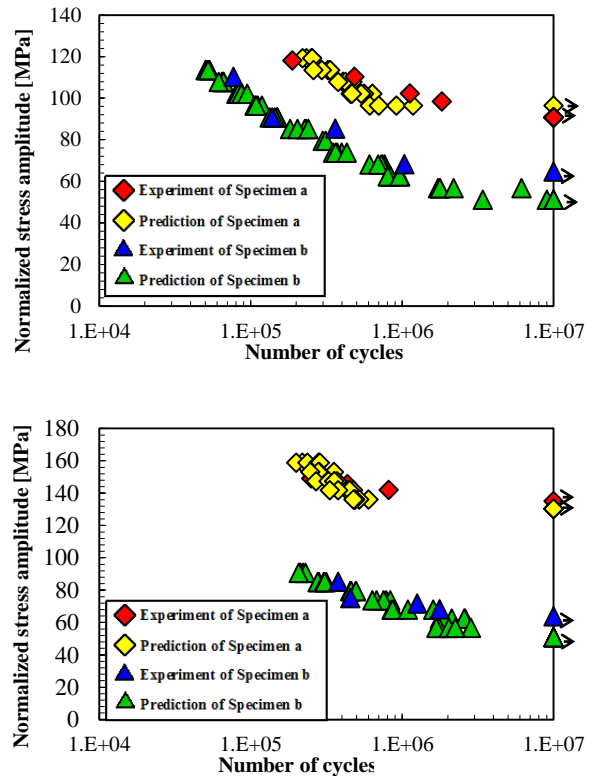 Normalized stress amplitude [MPa]
140
120
100
80
60
40
20
0
Experiment of Specimen a
Prediction of Specimen a
Experiment of Specimen b
Prediction of Specimen b
1.E+04 1.E+05 1.E+06 1.E+07
Number of cycles
Normalized stress amplitude [MPa]
180
160
140
120
100
80
60
40
20
0
Experiment of Specimen a
Prediction of Specimen a
Experiment of Specimen b
Prediction of Specimen b
1.E+04 1.E+05 1.E+06 1.E+07
Number of cycles